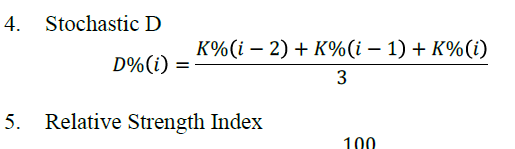 4. Stochastic D
D%(i) = K%(i − 2) + K%(i − 1) + K%(i) / 3
5. Relative Strength Index
100